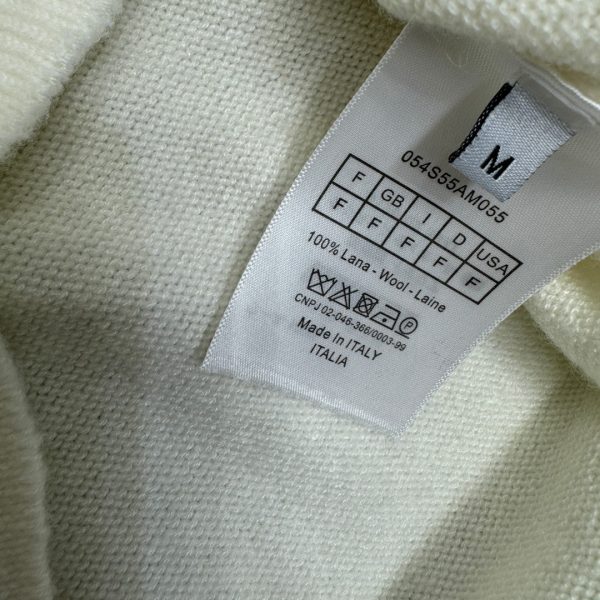 M
054S55AM055
F GB I D USA
F F F F F
100% Lana - Wool - Laine
CNPJ 02-046-366/0003-99
Made in ITALY
ITALIA